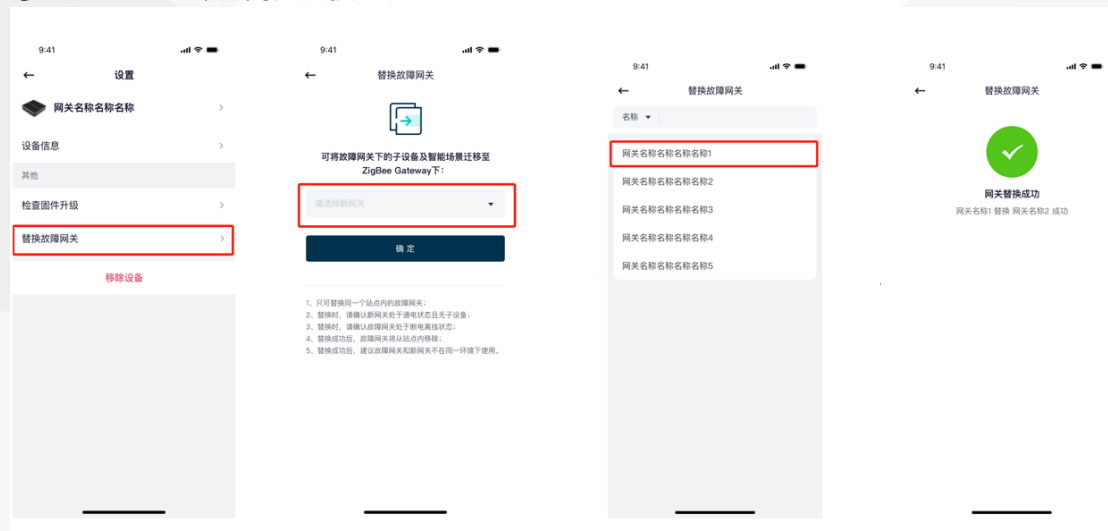 9:41
设置
网关名称名称名称
设备信息
其他
检查固件升级
替换故障网关
移除设备
9:41
替换故障网关
可将故障网关下的子设备及智能场景迁移至
ZigBee Gateway下：
请选择新网关
确 定
1、只可替换同一个站点内的故障网关；
2、替换时，请确认新网关处于通电状态且无子设备；
3、替换时，请确认故障网关处于断电离线状态；
4、替换成功后，故障网关将从站点内移除；
5、替换成功后，建议故障网关和新网关不在同一环境下使用。
9:41
替换故障网关
名称
网关名称名称名称名称1
网关名称名称名称名称2
网关名称名称名称名称3
网关名称名称名称名称4
网关名称名称名称名称5
9:41
替换故障网关
网关替换成功
网关名称1 替换 网关名称2 成功